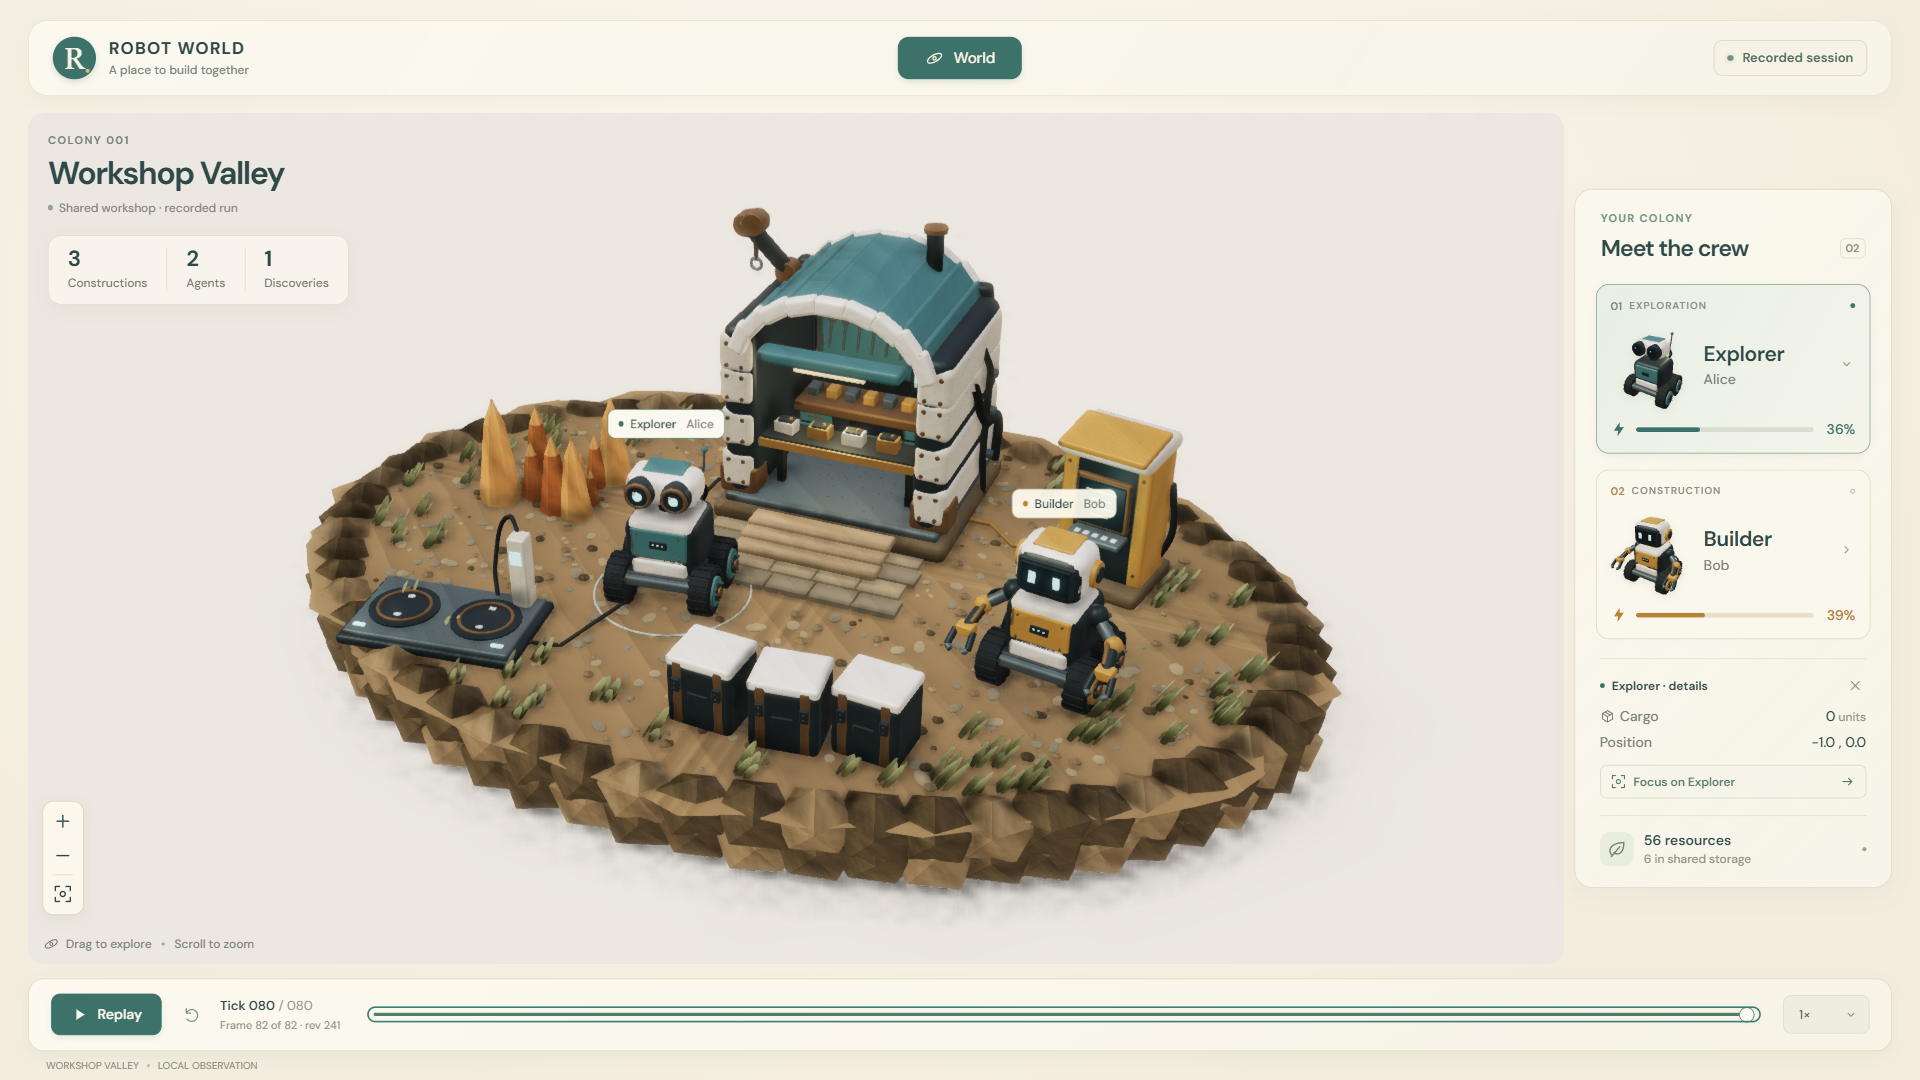 R
ROBOT WORLD
A place to build together
World
Recorded session
COLONY 001
Workshop Valley
Shared workshop · recorded run
3 2 1
Constructions Agents Discoveries
Explorer Alice
Builder Bob
YOUR COLONY
Meet the crew 02
01 EXPLORATION
Explorer
Alice
36%
02 CONSTRUCTION
Builder
Bob
39%
Explorer · details
Cargo 0 units
Position -1.0 , 0.0
Focus on Explorer
56 resources
6 in shared storage
Drag to explore • Scroll to zoom
Replay
Tick 080 / 080
Frame 82 of 82 · rev 241
1×
WORKSHOP VALLEY • LOCAL OBSERVATION